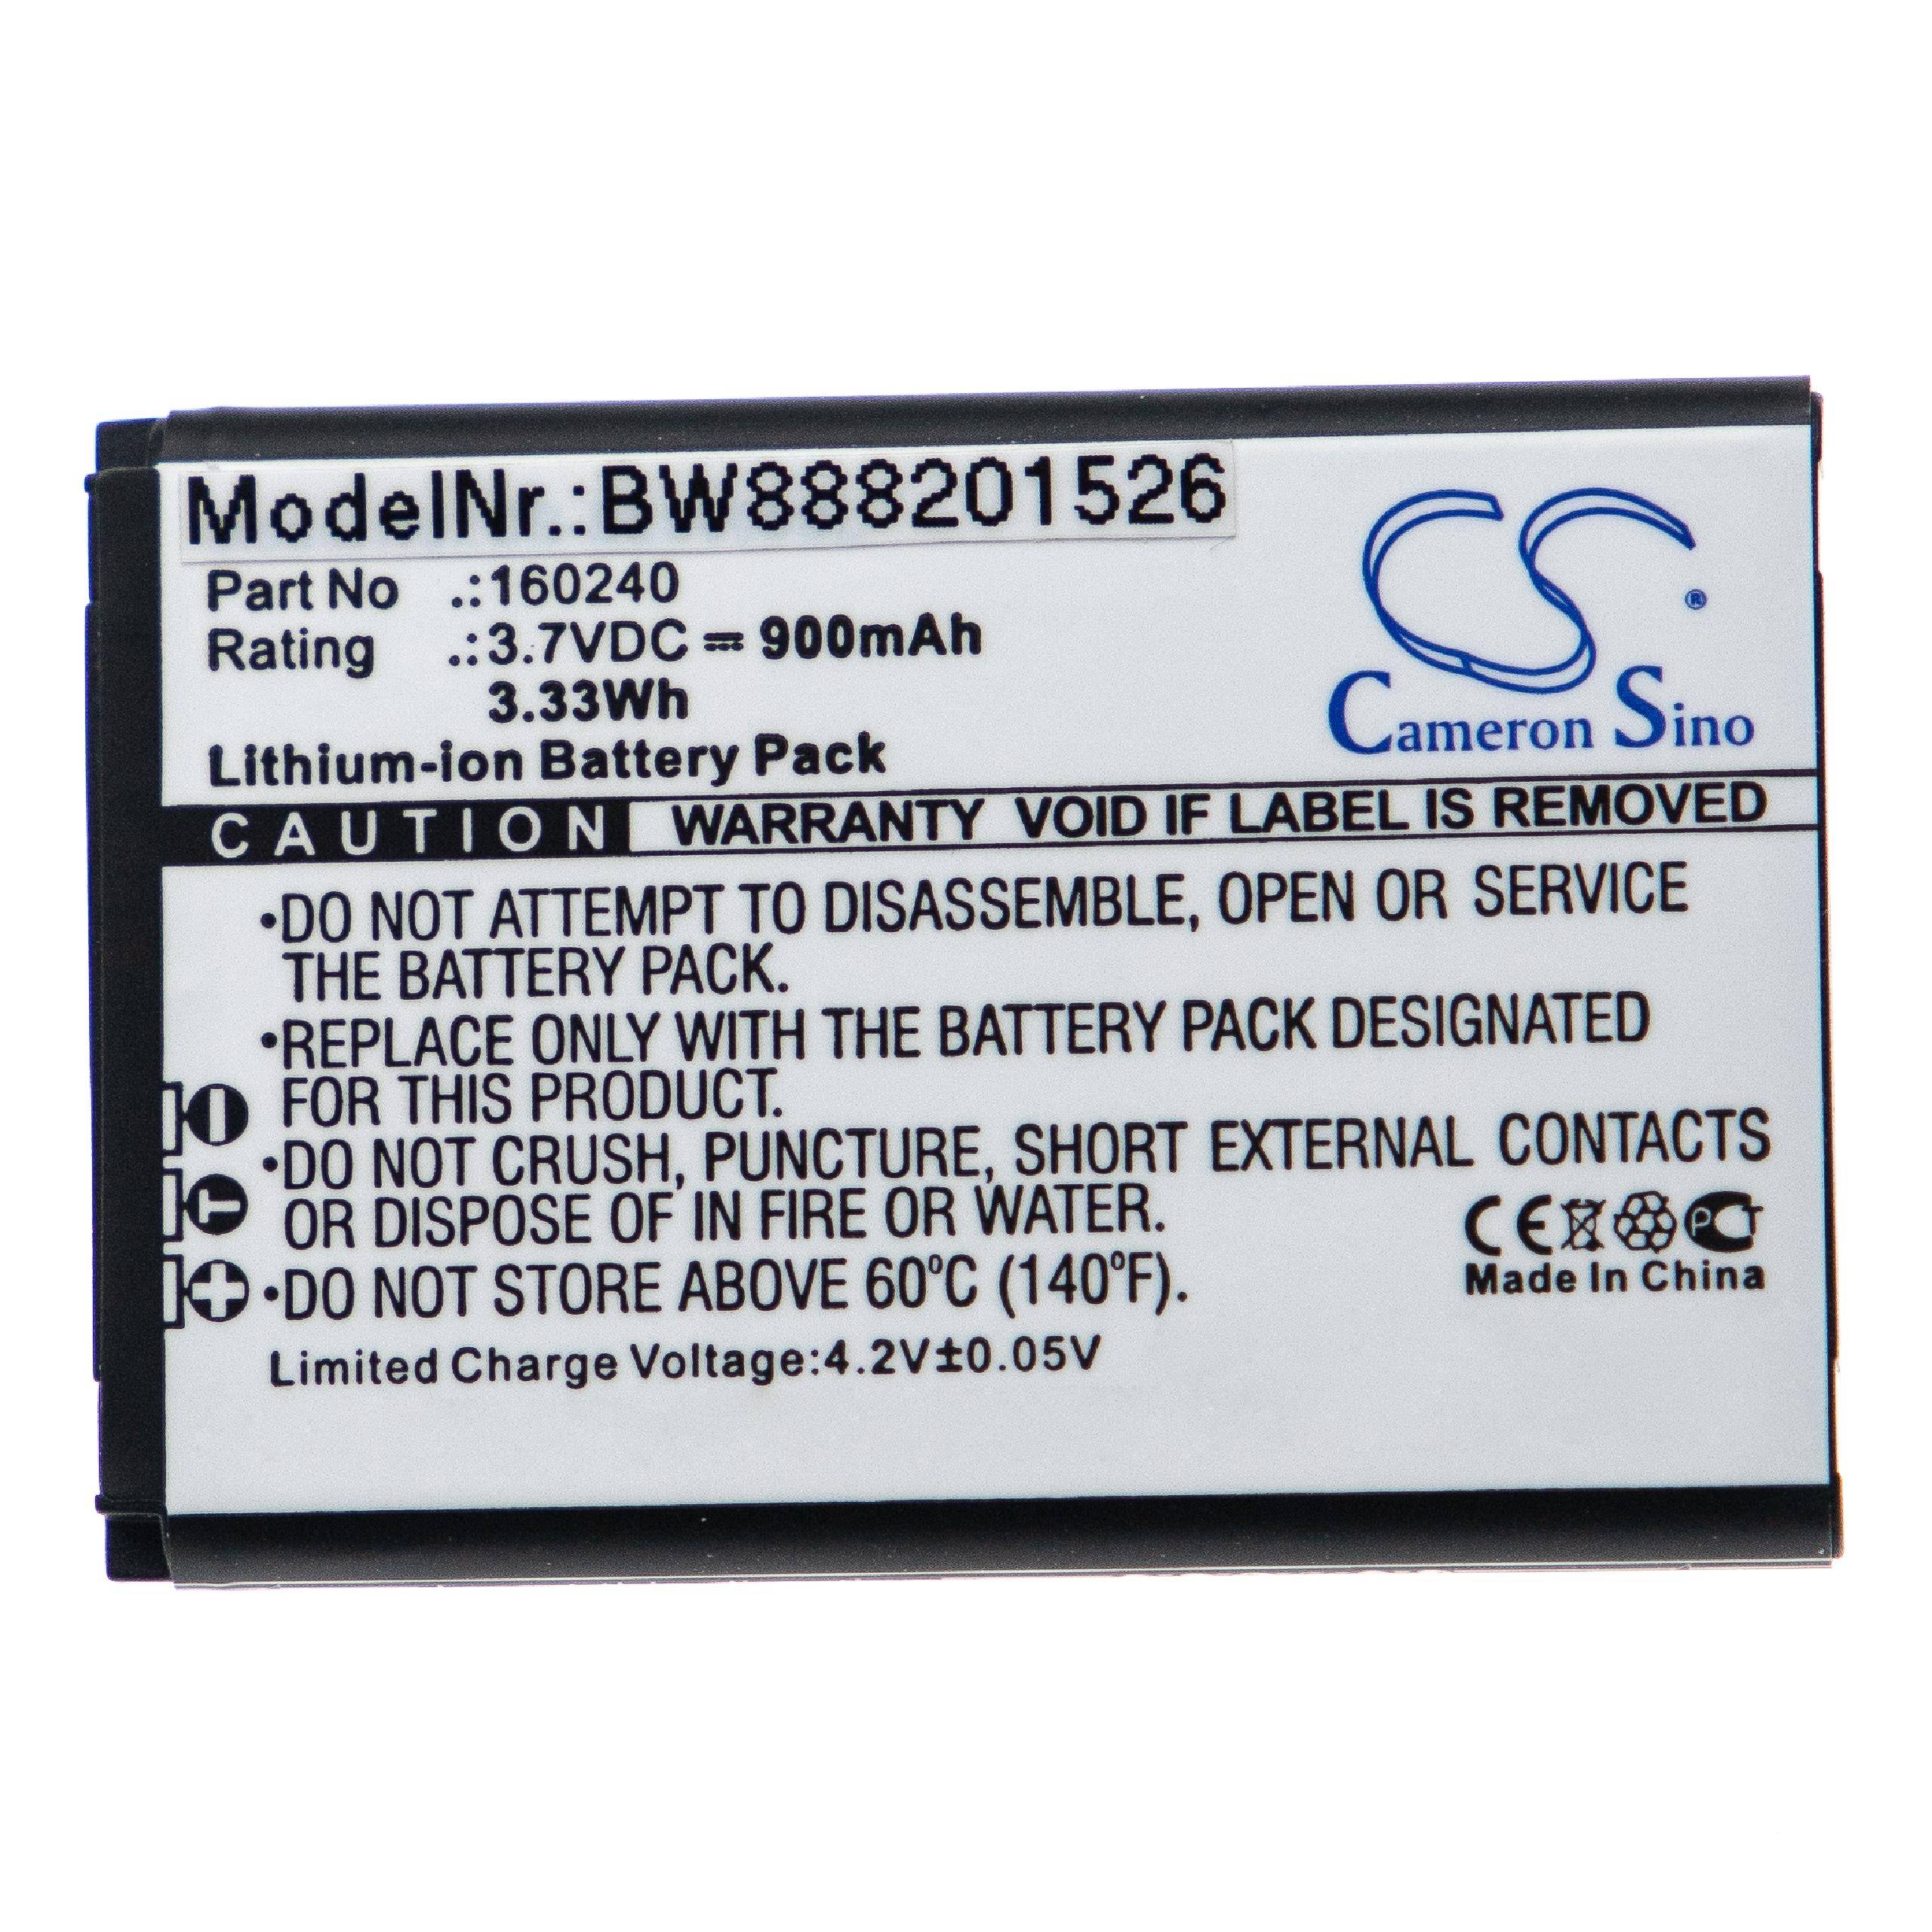 ModelNr.:BW888201526
Part No .:160240
Rating .:3.7VDC ⎓ 900mAh
3.33Wh
Lithium-ion Battery Pack
CS ®
Cameron Sino
CAUTION WARRANTY VOID IF LABEL IS REMOVED
•DO NOT ATTEMPT TO DISASSEMBLE, OPEN OR SERVICE
THE BATTERY PACK.
•REPLACE ONLY WITH THE BATTERY PACK DESIGNATED
FOR THIS PRODUCT.
•DO NOT CRUSH, PUNCTURE, SHORT EXTERNAL CONTACTS
OR DISPOSE OF IN FIRE OR WATER.
•DO NOT STORE ABOVE 60°C (140°F).
Limited Charge Voltage:4.2V±0.05V
− T +
CE PCT
Made In China